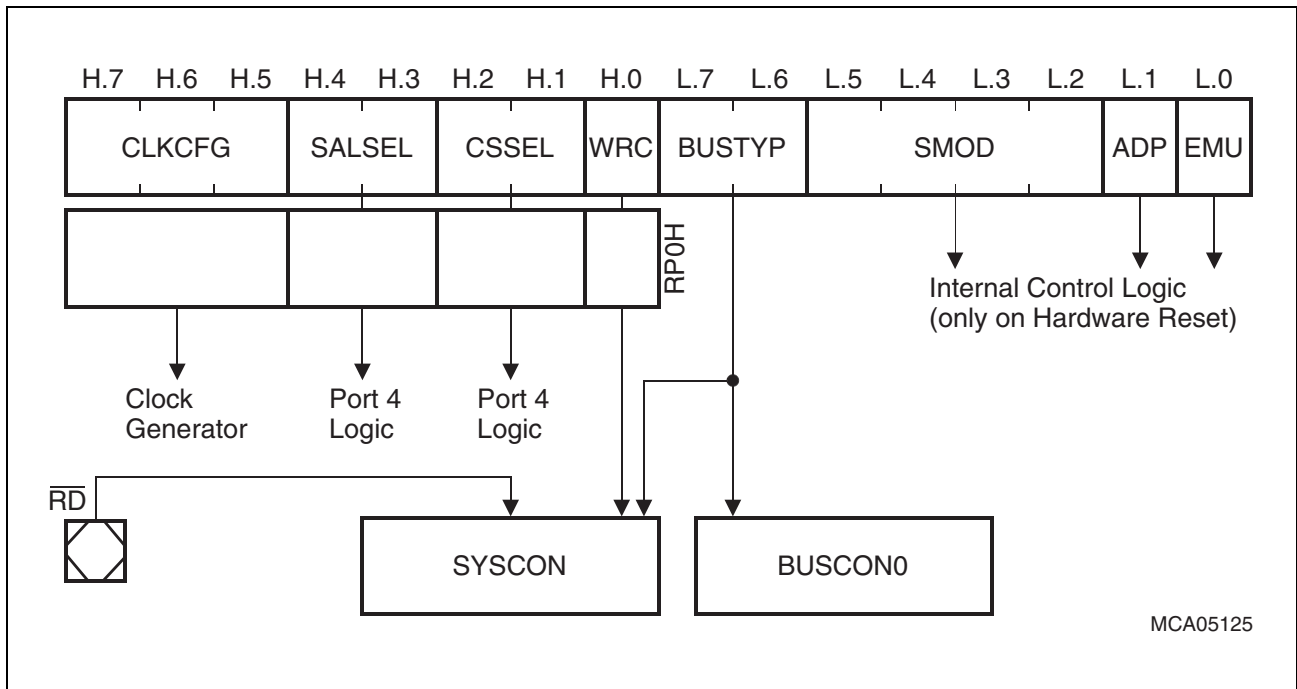 H.7 H.6 H.5 H.4 H.3 H.2 H.1 H.0 L.7 L.6 L.5 L.4 L.3 L.2 L.1 L.0
CLKCFG SALSEL CSSEL WRC BUSTYP SMOD ADP EMU
RP0H
Internal Control Logic
(only on Hardware Reset)
Clock
Generator
Port 4
Logic
Port 4
Logic
RD
SYSCON
BUSCON0
MCA05125